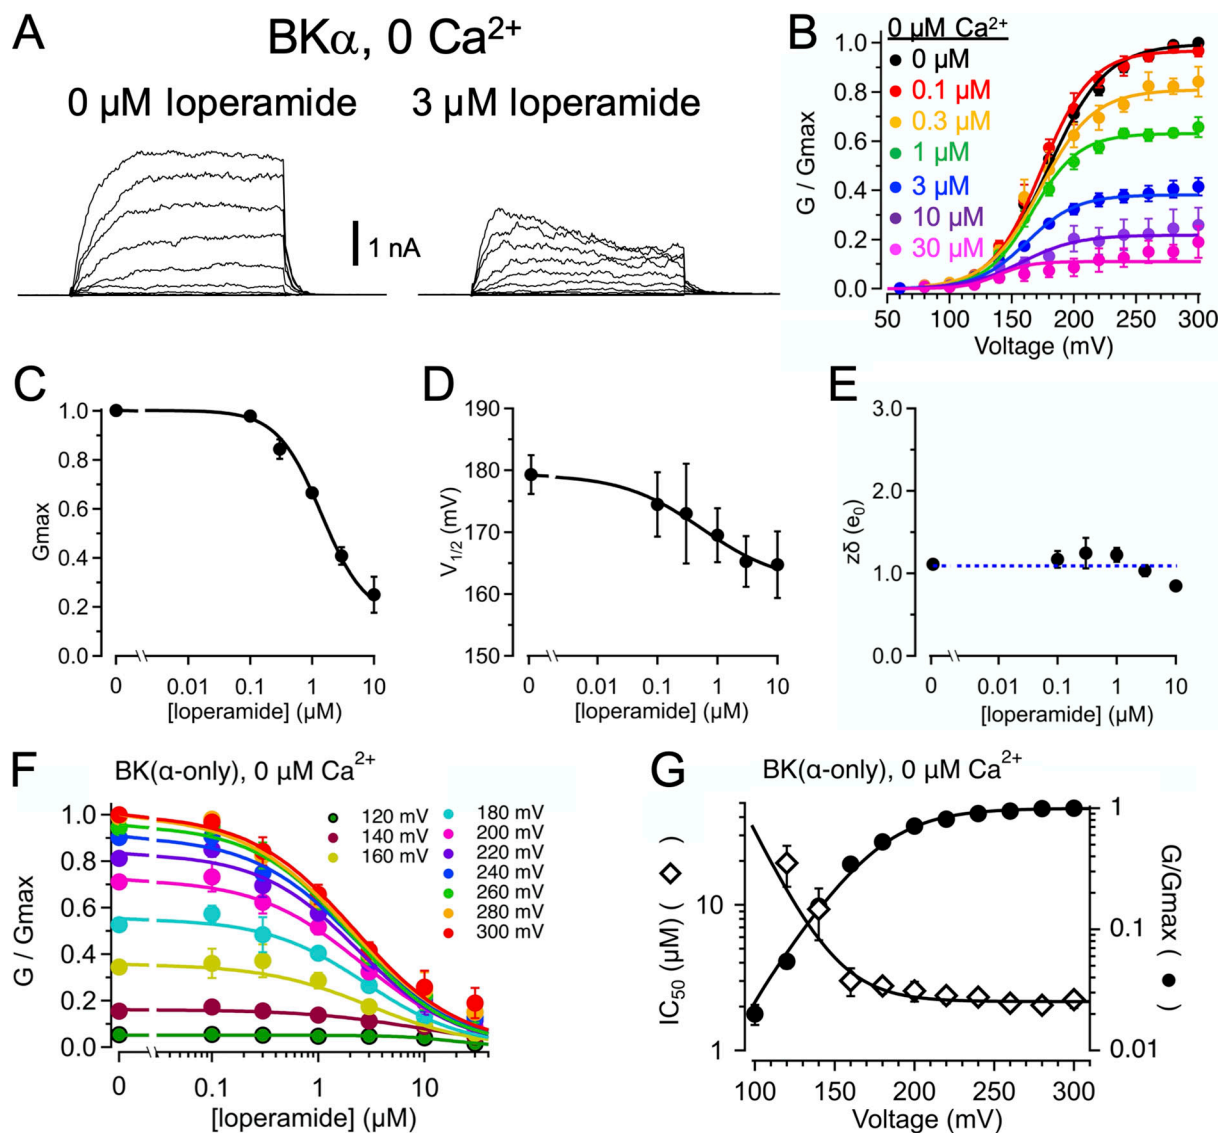 A
BKα, 0 Ca²⁺
0 µM loperamide
3 µM loperamide
1 nA
B
0 µM Ca²⁺
0 µM
0.1 µM
0.3 µM
1 µM
3 µM
10 µM
30 µM
G / Gmax
1.0
0.8
0.6
0.4
0.2
0.0
50 100 150 200 250 300
Voltage (mV)
C
Gmax
1.0
0.8
0.6
0.4
0.2
0.0
0 0.01 0.1 1 10
[loperamide] (µM)
D
V1/2 (mV)
190
180
170
160
150
0 0.01 0.1 1 10
[loperamide] (µM)
E
zδ (e0)
3.0
2.0
1.0
0.0
0 0.01 0.1 1 10
[loperamide] (µM)
F
BK(α-only), 0 µM Ca²⁺
G / Gmax
1.0
0.8
0.6
0.4
0.2
0.0
120 mV
140 mV
160 mV
180 mV
200 mV
220 mV
240 mV
260 mV
280 mV
300 mV
0 0.1 1 10
[loperamide] (µM)
G
BK(α-only), 0 µM Ca²⁺
IC50 (µM) ( )
10
1
G/Gmax ( )
1
0.1
0.01
100 150 200 250 300
Voltage (mV)